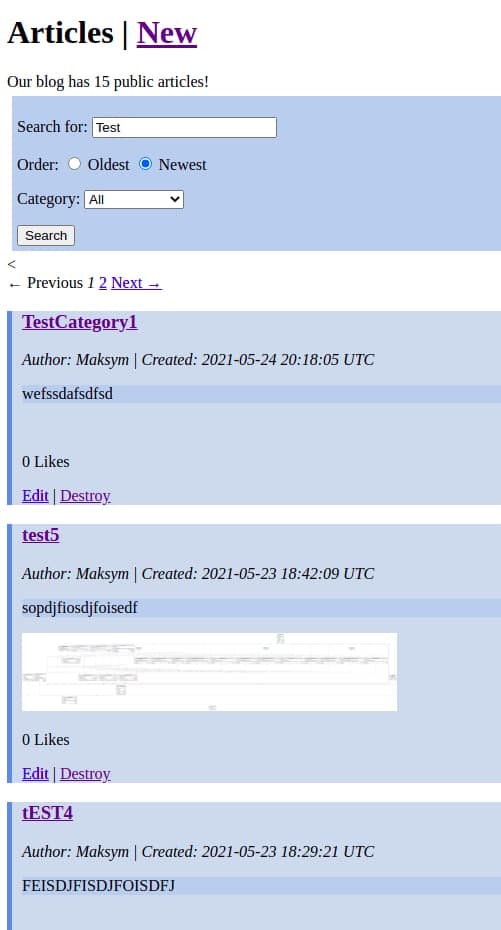 Articles | New
Our blog has 15 public articles!
Search for: Test
Order: Oldest Newest
Category: All
Search
<
← Previous 1 2 Next →
TestCategory1
Author: Maksym | Created: 2021-05-24 20:18:05 UTC
wefssdafsdfsd
0 Likes
Edit | Destroy
test5
Author: Maksym | Created: 2021-05-23 18:42:09 UTC
sopdjfiosdjfoisedf
0 Likes
Edit | Destroy
tEST4
Author: Maksym | Created: 2021-05-23 18:29:21 UTC
FEISDJFISDJFOISDFJ